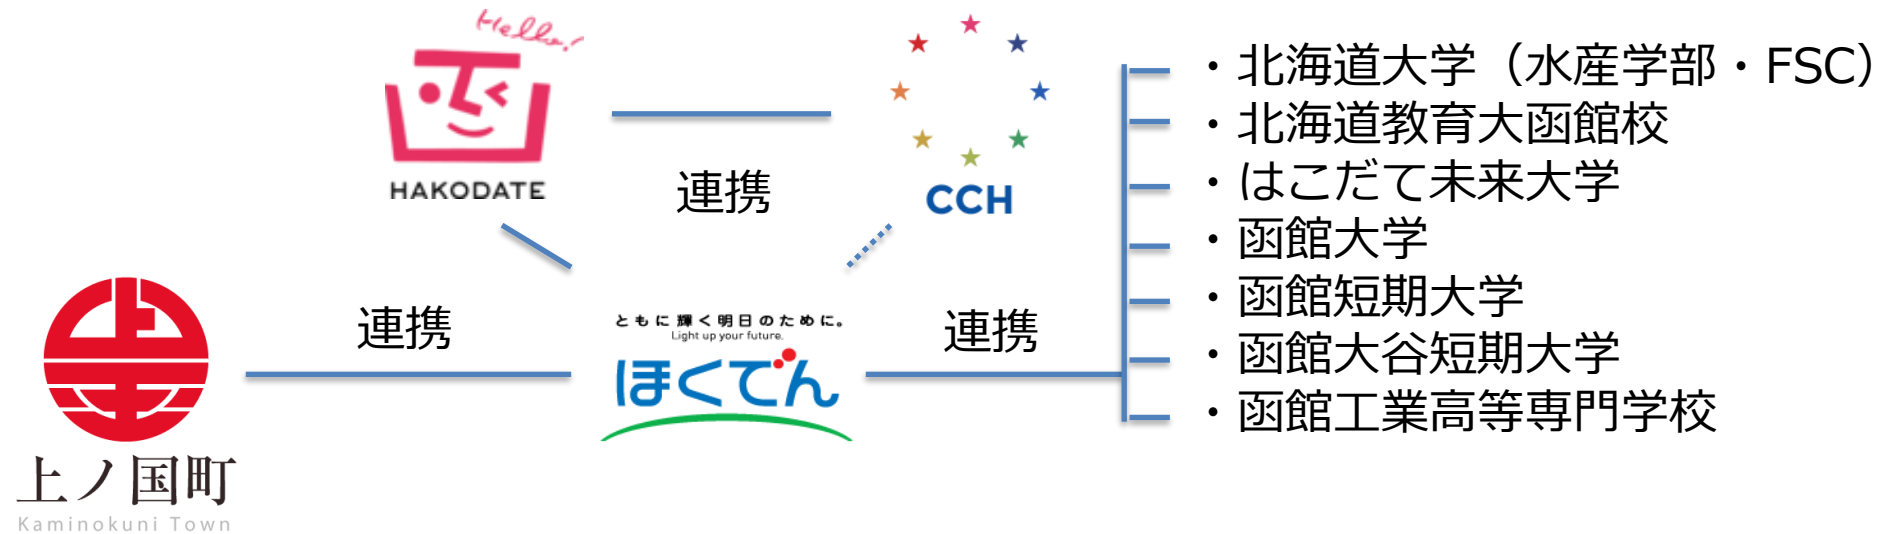 Hello!
HAKODATE
連携
CCH
・北海道大学（水産学部・FSC）
・北海道教育大函館校
・はこだて未来大学
・函館大学
・函館短期大学
・函館大谷短期大学
・函館工業高等専門学校
連携
ともに輝く明日のために。
Light up your future.
ほくでん
連携
上ノ国町
Kaminokuni Town